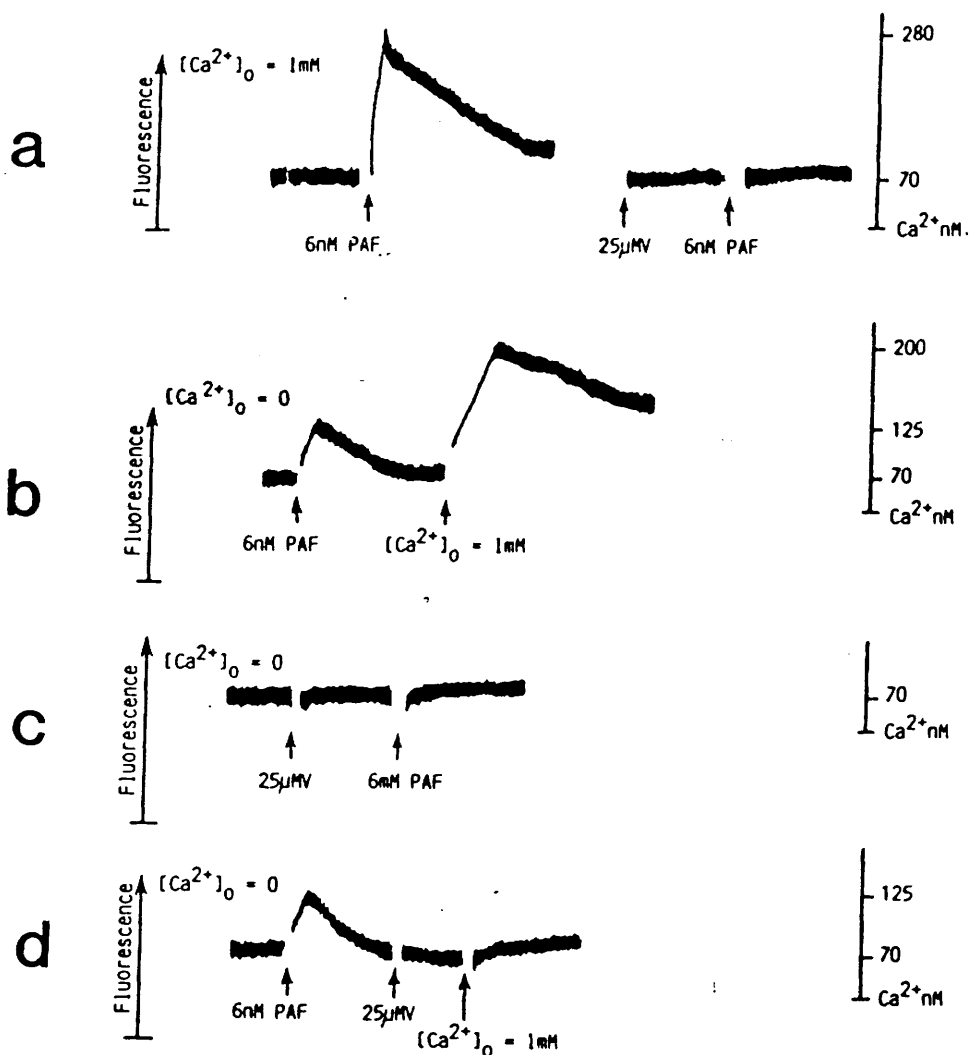 a
Fluorescence
[Ca2+]o = 1mM
6nM PAF
25µMV
6nM PAF
280
70
Ca2+nM.
b
Fluorescence
[Ca2+]o = 0
6nM PAF
[Ca2+]o = 1mM
200
125
70
Ca2+nM
c
Fluorescence
[Ca2+]o = 0
25µMV
6mM PAF
70
Ca2+nM
d
Fluorescence
[Ca2+]o = 0
6nM PAF
25µMV
[Ca2+]o = 1mM
125
70
Ca2+nM